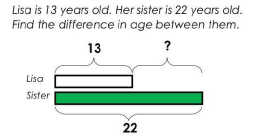 Lisa is 13 years old. Her sister is 22 years old.
Find the difference in age between them.
13 ?
Lisa
Sister
22